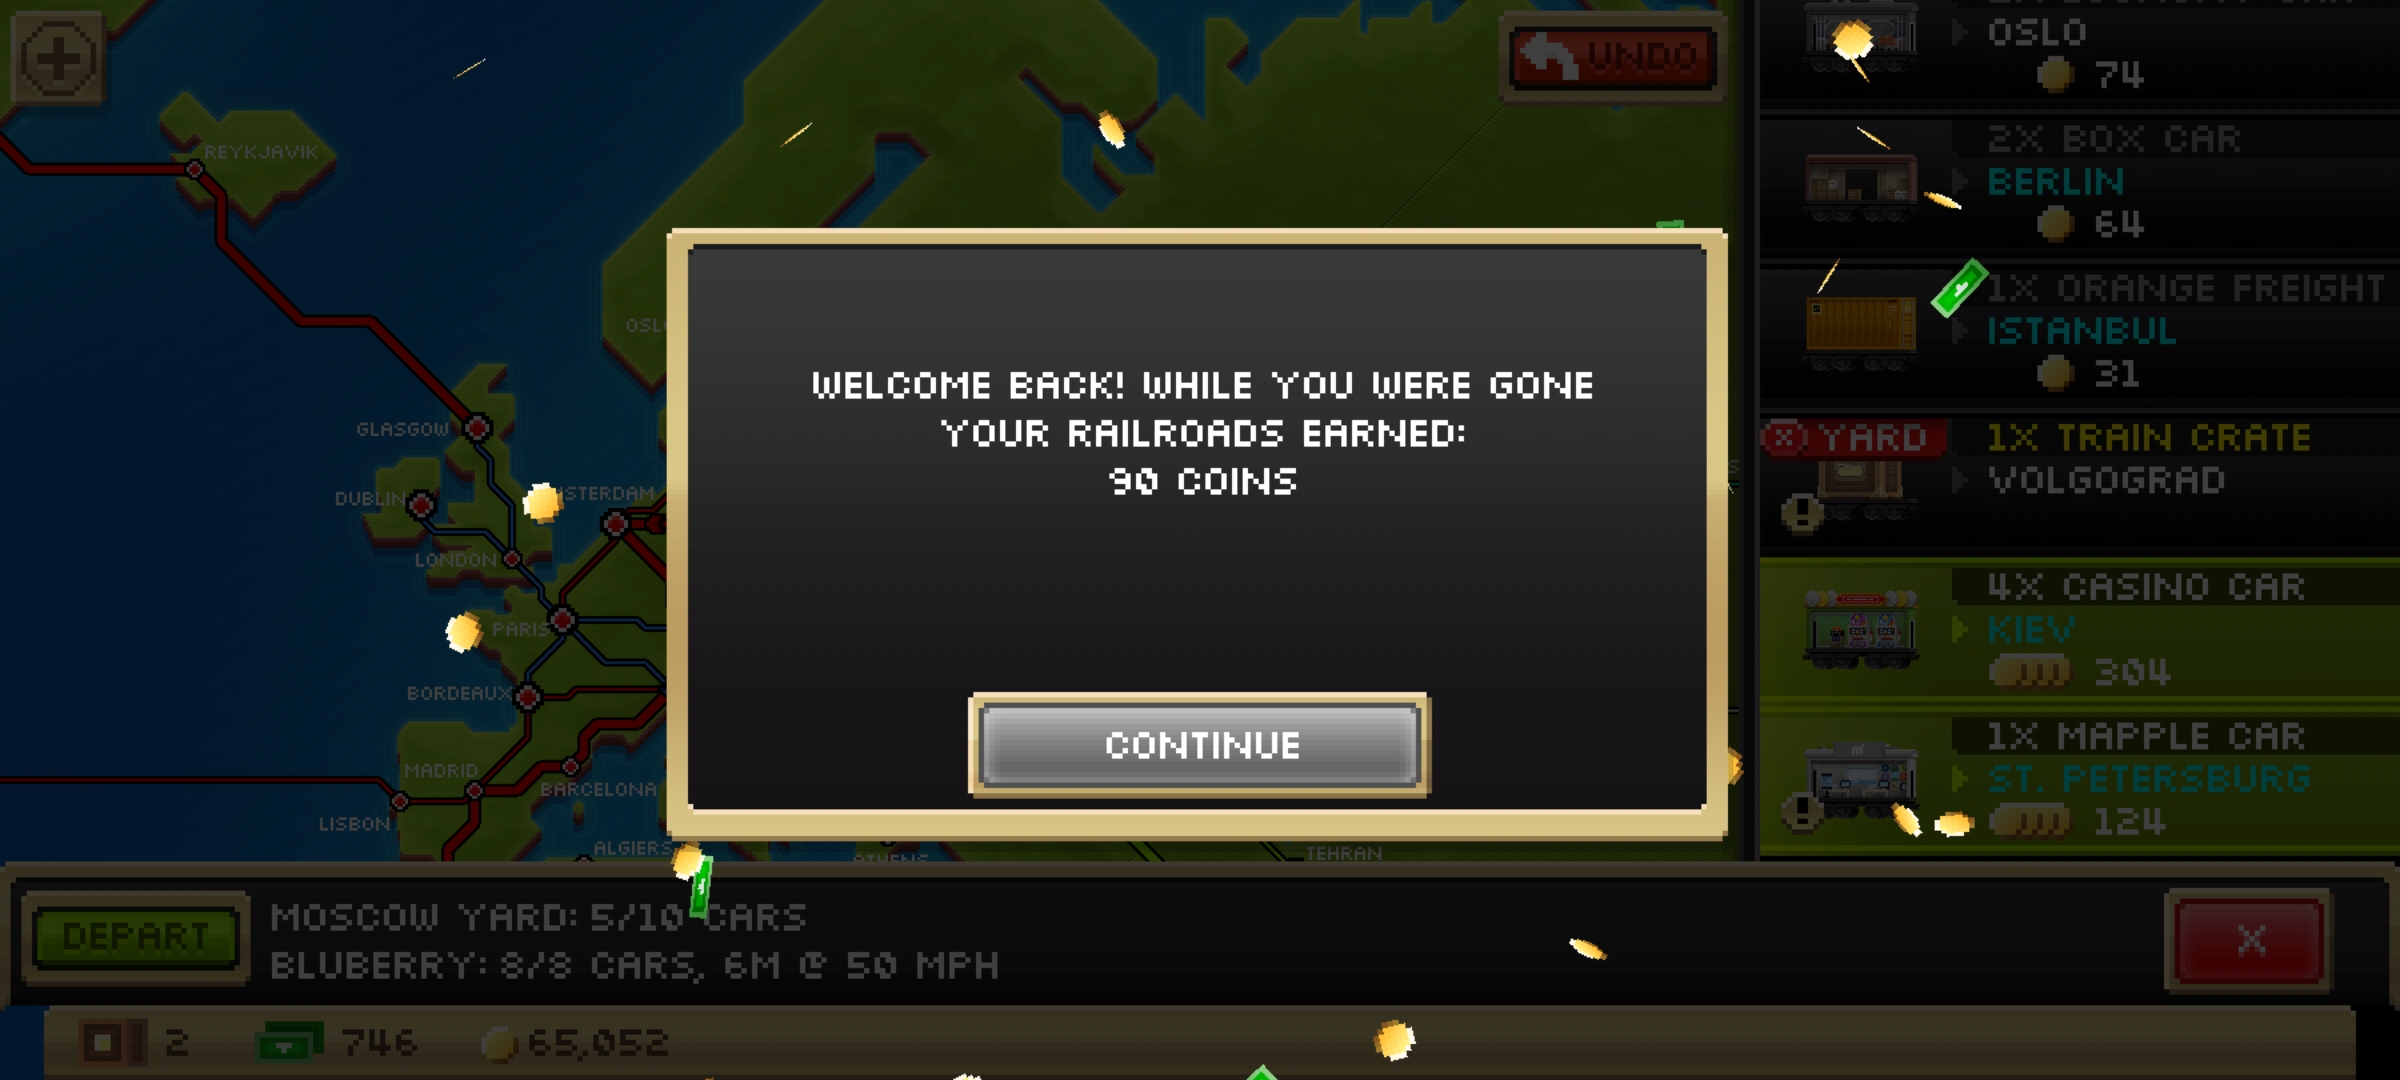 UNDO
REYKJAVIK
GLASGOW
DUBLIN
LONDON
PARIS
BORDEAUX
MADRID
BARCELONA
LISBON
ALGIERS
TEHRAN
WELCOME BACK! WHILE YOU WERE GONE
YOUR RAILROADS EARNED:
90 COINS
CONTINUE
OSLO
74
2X BOX CAR
BERLIN
64
1X ORANGE FREIGHT
ISTANBUL
31
YARD
1X TRAIN CRATE
VOLGOGRAD
4X CASINO CAR
KIEV
304
1X MAPPLE CAR
ST. PETERSBURG
124
DEPART
MOSCOW YARD: 5/10 CARS
BLUBERRY: 8/8 CARS, 6M @ 50 MPH
X
2
746
65,052